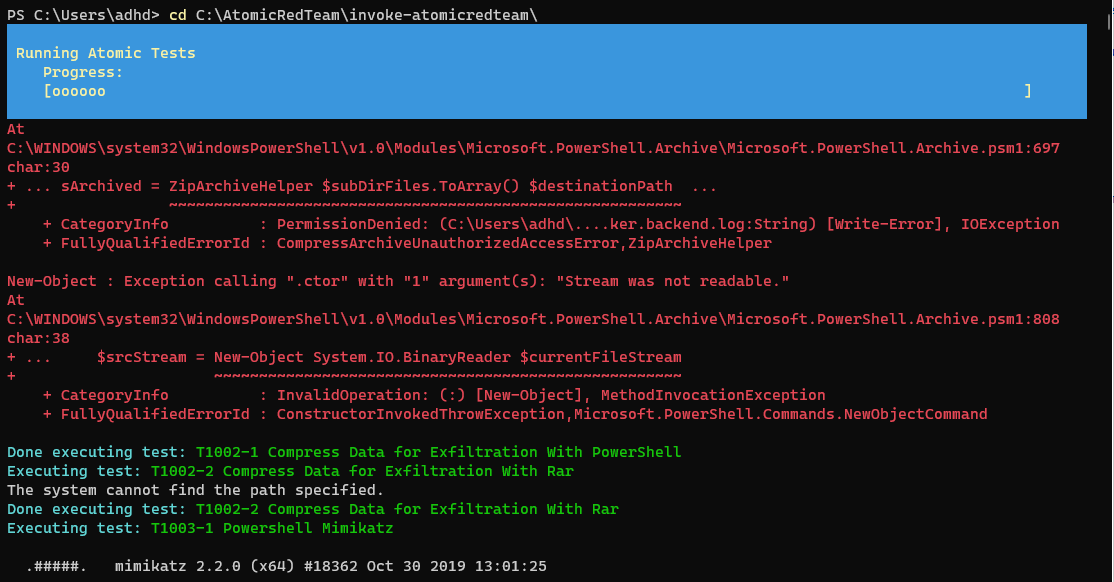 PS C:\Users\adhd> cd C:\AtomicRedTeam\invoke-atomicredteam\
Running Atomic Tests
Progress:
[oooooo ]
At
C:\WINDOWS\system32\WindowsPowerShell\v1.0\Modules\Microsoft.PowerShell.Archive\Microsoft.PowerShell.Archive.psm1:697
char:30
+ ... sArchived = ZipArchiveHelper $subDirFiles.ToArray() $destinationPath ...
+ ~~~~~~~~~~~~~~~~~~~~~~~~~~~~~~~~~~~~~~~~~~~~~~~~~~~~~~~~~
+ CategoryInfo : PermissionDenied: (C:\Users\adhd\....ker.backend.log:String) [Write-Error], IOException
+ FullyQualifiedErrorId : CompressArchiveUnauthorizedAccessError,ZipArchiveHelper
New-Object : Exception calling ".ctor" with "1" argument(s): "Stream was not readable."
At
C:\WINDOWS\system32\WindowsPowerShell\v1.0\Modules\Microsoft.PowerShell.Archive\Microsoft.PowerShell.Archive.psm1:808
char:38
+ ... $srcStream = New-Object System.IO.BinaryReader $currentFileStream
+ ~~~~~~~~~~~~~~~~~~~~~~~~~~~~~~~~~~~~~~~~~~~~~~~~~~~~
+ CategoryInfo : InvalidOperation: (:) [New-Object], MethodInvocationException
+ FullyQualifiedErrorId : ConstructorInvokedThrowException,Microsoft.PowerShell.Commands.NewObjectCommand
Done executing test: T1002-1 Compress Data for Exfiltration With PowerShell
Executing test: T1002-2 Compress Data for Exfiltration With Rar
The system cannot find the path specified.
Done executing test: T1002-2 Compress Data for Exfiltration With Rar
Executing test: T1003-1 Powershell Mimikatz
.#####. mimikatz 2.2.0 (x64) #18362 Oct 30 2019 13:01:25